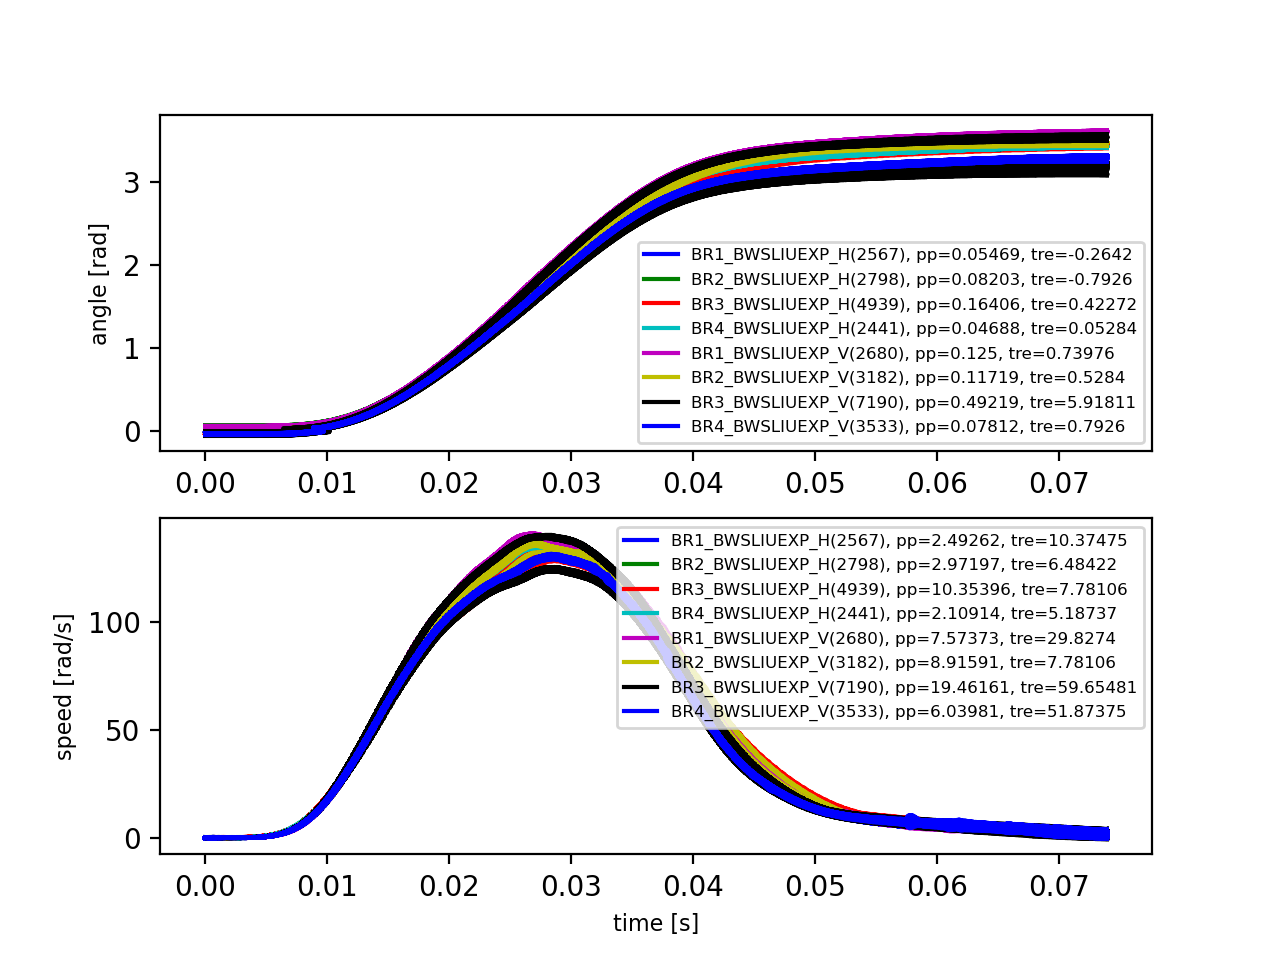 3
2
1
0
angle [rad]
BR1_BWSLIUEXP_H(2567), pp=0.05469, tre=-0.2642
BR2_BWSLIUEXP_H(2798), pp=0.08203, tre=-0.7926
BR3_BWSLIUEXP_H(4939), pp=0.16406, tre=0.42272
BR4_BWSLIUEXP_H(2441), pp=0.04688, tre=0.05284
BR1_BWSLIUEXP_V(2680), pp=0.125, tre=0.73976
BR2_BWSLIUEXP_V(3182), pp=0.11719, tre=0.5284
BR3_BWSLIUEXP_V(7190), pp=0.49219, tre=5.91811
BR4_BWSLIUEXP_V(3533), pp=0.07812, tre=0.7926
0.00 0.01 0.02 0.03 0.04 0.05 0.06 0.07
100
50
0
speed [rad/s]
BR1_BWSLIUEXP_H(2567), pp=2.49262, tre=10.37475
BR2_BWSLIUEXP_H(2798), pp=2.97197, tre=6.48422
BR3_BWSLIUEXP_H(4939), pp=10.35396, tre=7.78106
BR4_BWSLIUEXP_H(2441), pp=2.10914, tre=5.18737
BR1_BWSLIUEXP_V(2680), pp=7.57373, tre=29.8274
BR2_BWSLIUEXP_V(3182), pp=8.91591, tre=7.78106
BR3_BWSLIUEXP_V(7190), pp=19.46161, tre=59.65481
BR4_BWSLIUEXP_V(3533), pp=6.03981, tre=51.87375
0.00 0.01 0.02 0.03 0.04 0.05 0.06 0.07
time [s]